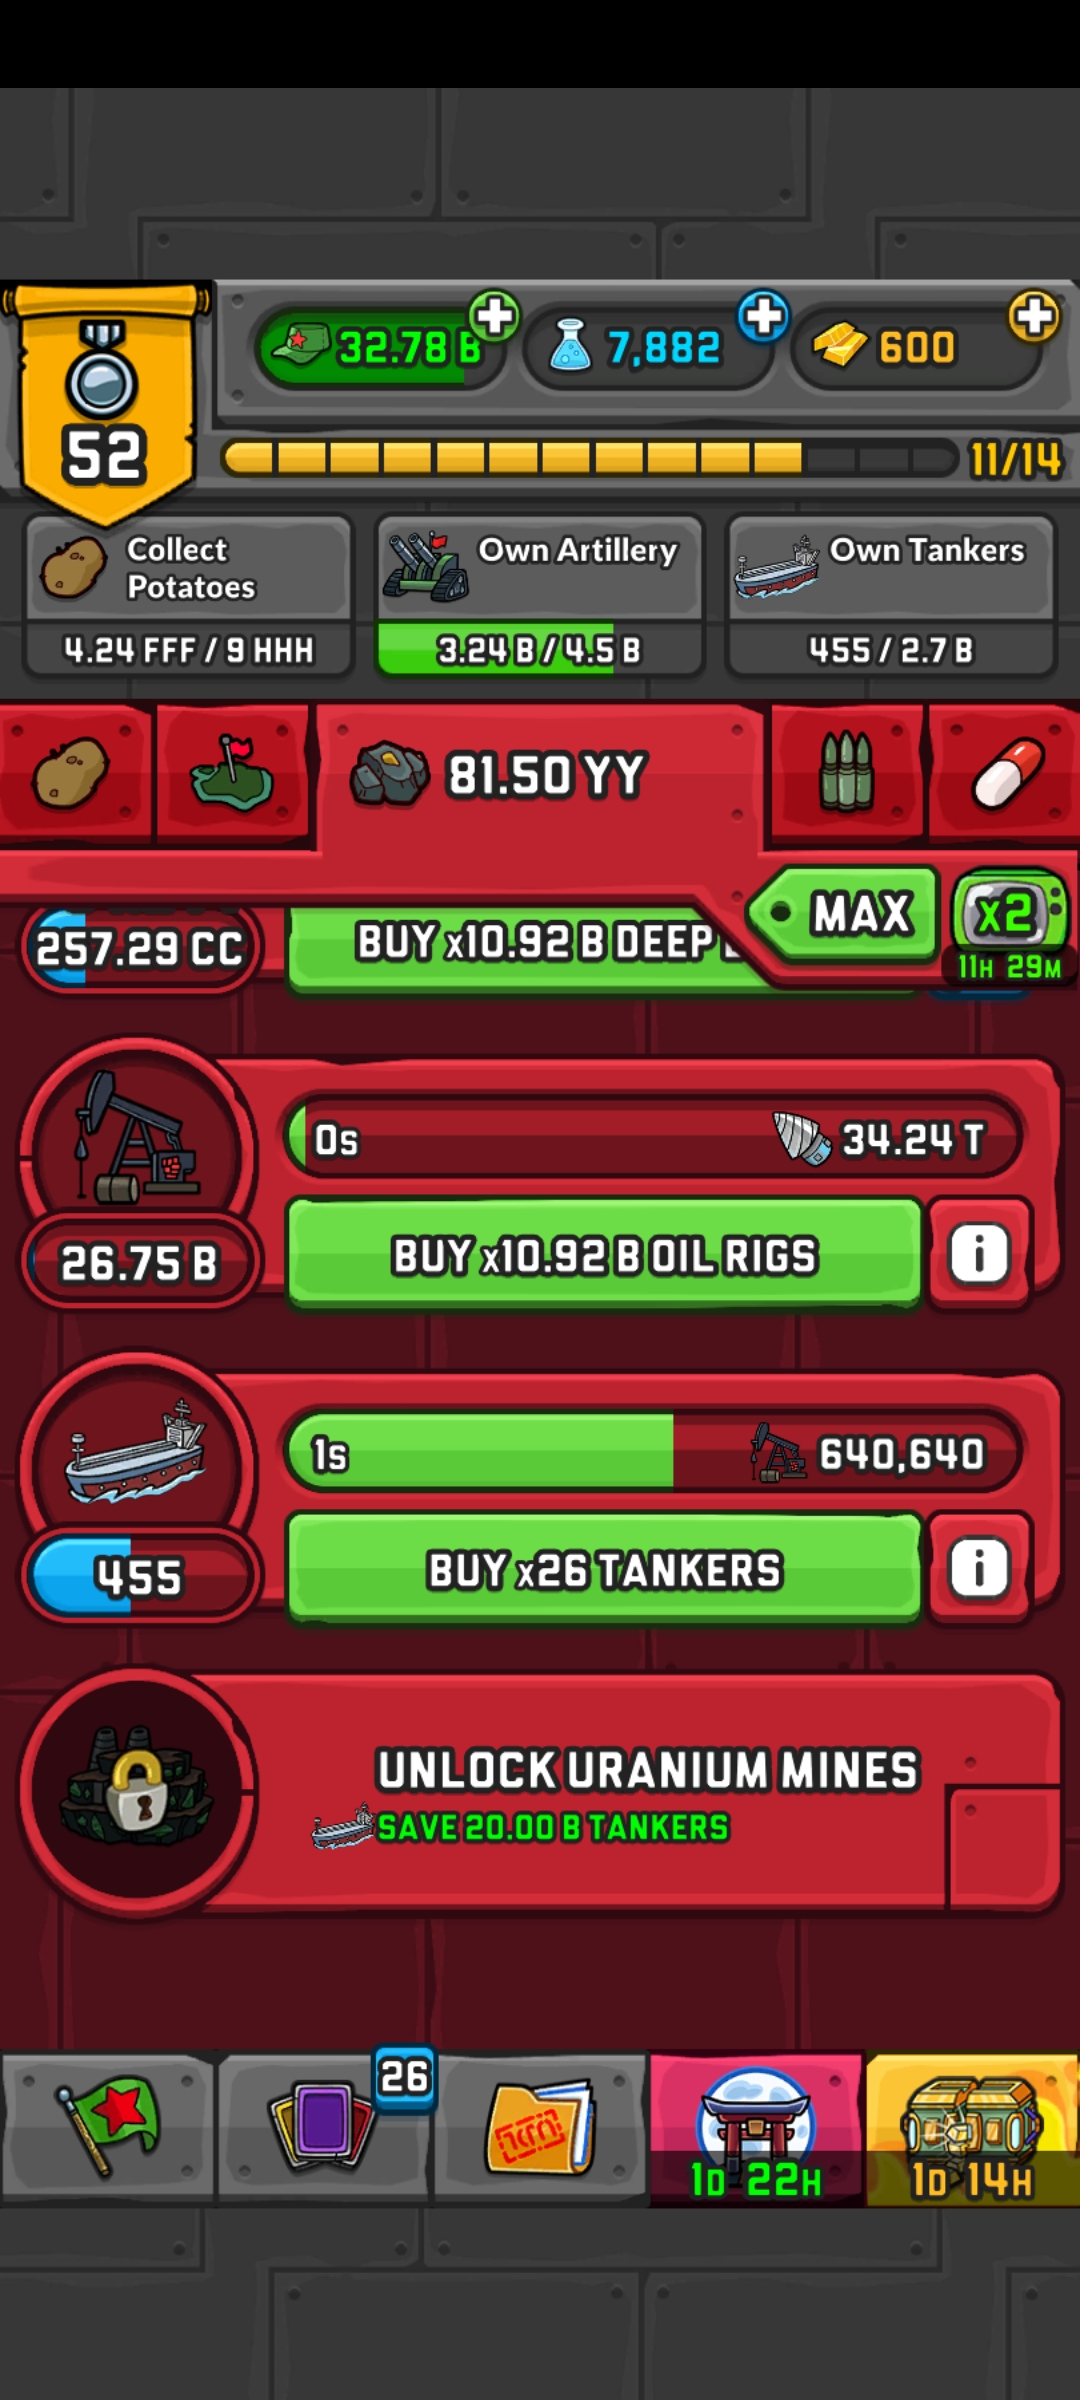 32.78 B
7,882
600
52
11/14
Collect
Potatoes
Own Artillery
Own Tankers
4.24 FFF / 9 HHH
3.24 B / 4.5 B
455 / 2.7 B
81.50 YY
MAX
x2
11H 29M
257.29 CC
BUY x10.92 B DEEP
0s
34.24 T
26.75 B
BUY x10.92 B OIL RIGS
i
1s
640,640
455
BUY x26 TANKERS
i
UNLOCK URANIUM MINES
SAVE 20.00 B TANKERS
26
1D 22H
1D 14H